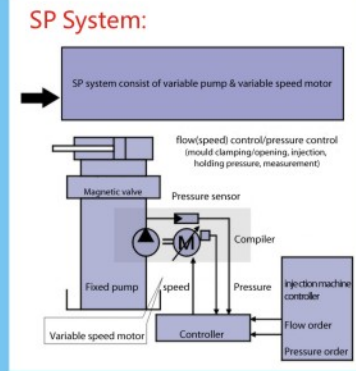 SP System:
SP system consist of variable pump & variable speed motor
flow(speed) control/pressure control
(mould clamping/opening, injection,
holding pressure, measurement)
Magnetic valve
Pressure sensor
M
Compiler
Fixed pump
speed
Pressure
injection machine
controller
Variable speed motor
Controller
Flow order
Pressure order